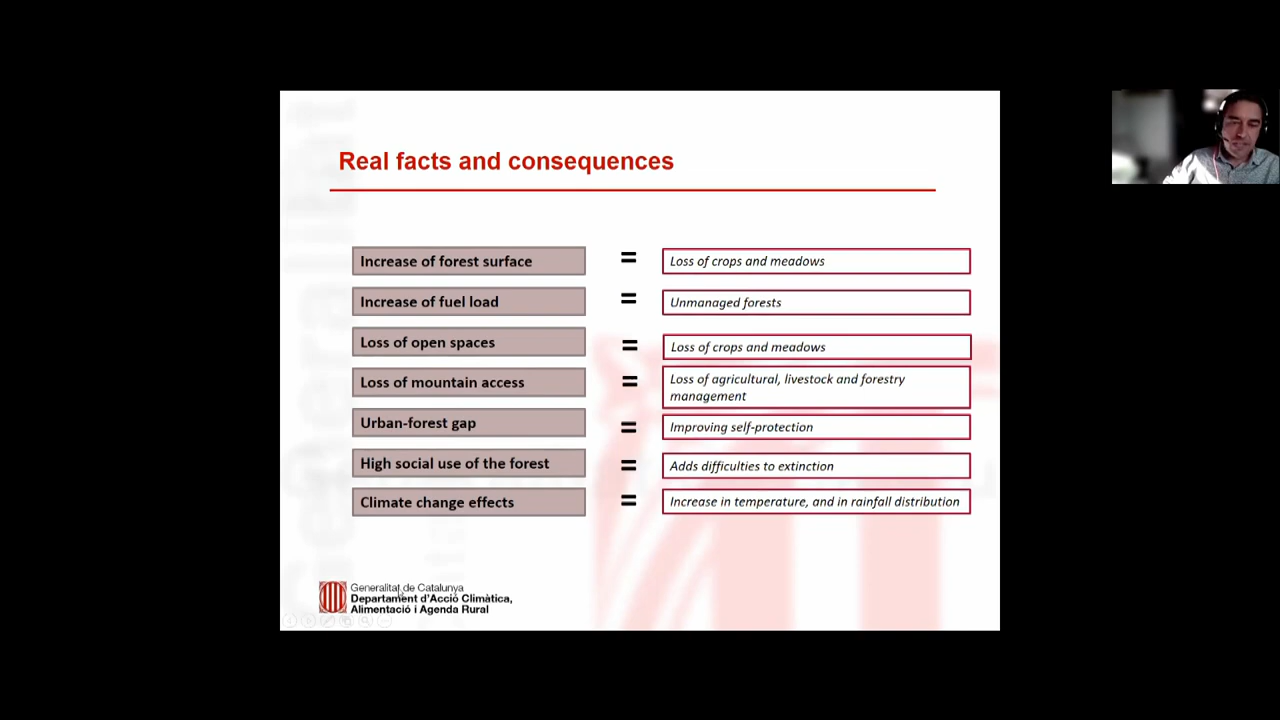 Real facts and consequences
Increase of forest surface = Loss of crops and meadows
Increase of fuel load = Unmanaged forests
Loss of open spaces = Loss of crops and meadows
Loss of mountain access = Loss of agricultural, livestock and forestry
management
Urban-forest gap = Improving self-protection
High social use of the forest = Adds difficulties to extinction
Climate change effects = Increase in temperature, and in rainfall distribution
Generalitat de Catalunya
Departament d'Acció Climàtica,
Alimentació i Agenda Rural